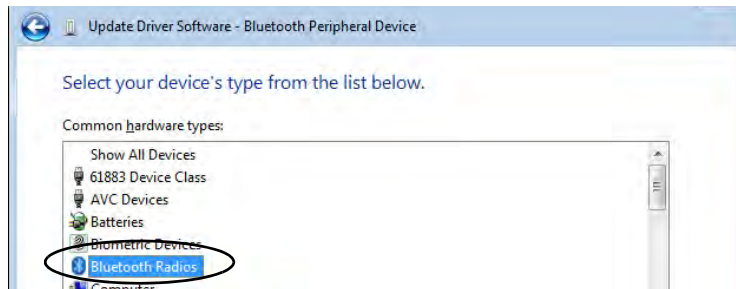 Update Driver Software - Bluetooth Peripheral Device
Select your device's type from the list below.
Common hardware types:
Show All Devices
61883 Device Class
AVC Devices
Batteries
Biometric Devices
Bluetooth Radios
Computer